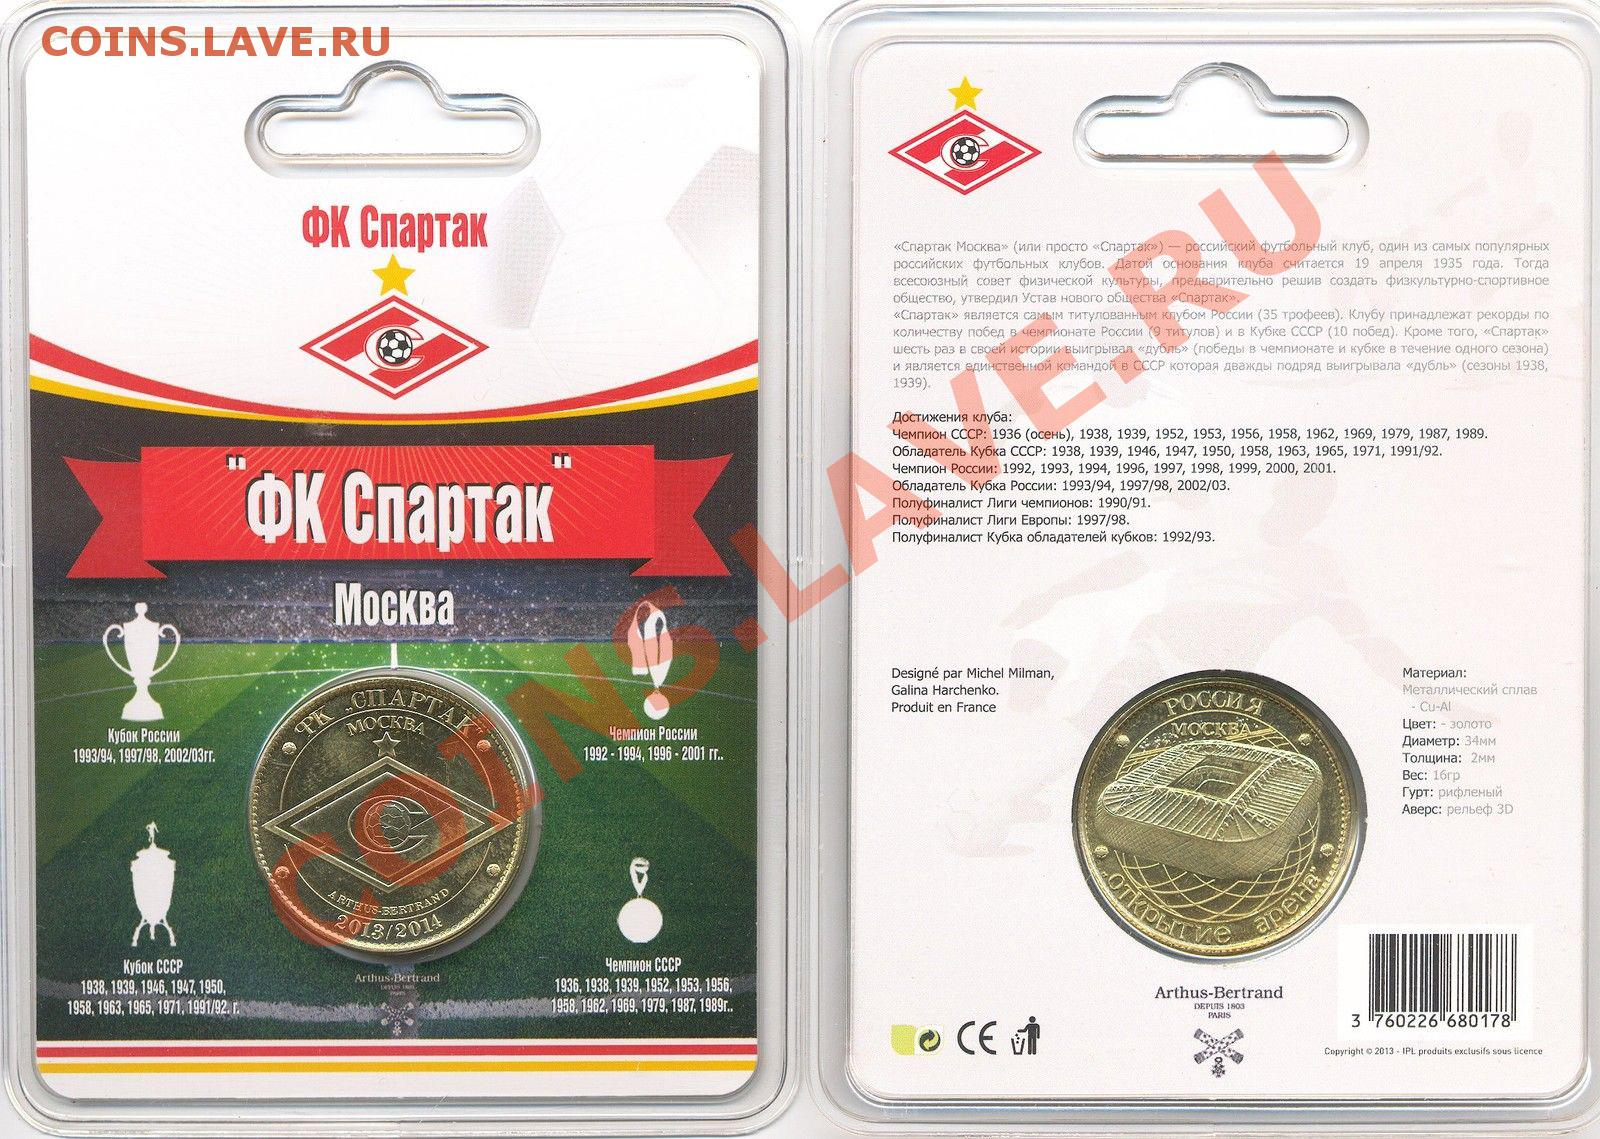 COINS.LAVE.RU
ФК Спартак
"ФК Спартак"
Москва
Кубок России
1993/94, 1997/98, 2002/03гг.
Чемпион России
1992 - 1994, 1996 - 2001 гг..
ФК „СПАРТАК"
МОСКВА
ARTHUS-BERTRAND
2013/2014
Кубок СССР
1938, 1939, 1946, 1947, 1950,
1958, 1963, 1965, 1971, 1991/92. г.
Чемпион СССР
1936, 1938, 1939, 1952, 1953, 1956,
1958, 1962, 1969, 1979, 1987, 1989г..
Arthus-Bertrand
DEPUIS 1803
PARIS
«Спартак Москва» (или просто «Спартак») — российский футбольный клуб, один из самых популярных
российских футбольных клубов. Датой основания клуба считается 19 апреля 1935 года. Тогда
всесоюзный совет физической культуры, предварительно решив создать физкультурно-спортивное
общество, утвердил Устав нового общества «Спартак».
«Спартак» является самым титулованным клубом России (35 трофеев). Клубу принадлежат рекорды по
количеству побед в чемпионате России (9 титулов) и в Кубке СССР (10 побед). Кроме того, «Спартак»
шесть раз в своей истории выигрывал «дубль» (победы в чемпионате и кубке в течение одного сезона)
и является единственной командой в СССР которая дважды подряд выигрывала «дубль» (сезоны 1938,
1939).
Достижения клуба:
Чемпион СССР: 1936 (осень), 1938, 1939, 1952, 1953, 1956, 1958, 1962, 1969, 1979, 1987, 1989.
Обладатель Кубка СССР: 1938, 1939, 1946, 1947, 1950, 1958, 1963, 1965, 1971, 1991/92.
Чемпион России: 1992, 1993, 1994, 1996, 1997, 1998, 1999, 2000, 2001.
Обладатель Кубка России: 1993/94, 1997/98, 2002/03.
Полуфиналист Лиги чемпионов: 1990/91.
Полуфиналист Лиги Европы: 1997/98.
Полуфиналист Кубка обладателей кубков: 1992/93.
Designé par Michel Milman,
Galina Harchenko.
Produit en France
РОССИЯ
МОСКВА
„Открытие арена"
Материал:
Металлический сплав
- Cu-Al
Цвет: - золото
Диаметр: 34мм
Толщина: 2мм
Вес: 16гр
Гурт: рифленый
Аверс: рельеф 3D
Arthus-Bertrand
DEPUIS 1803
PARIS
CE
3 760226 680178
Copyright © 2013 - IPL produits exclusifs sous licence
COINS.LAVE.RU